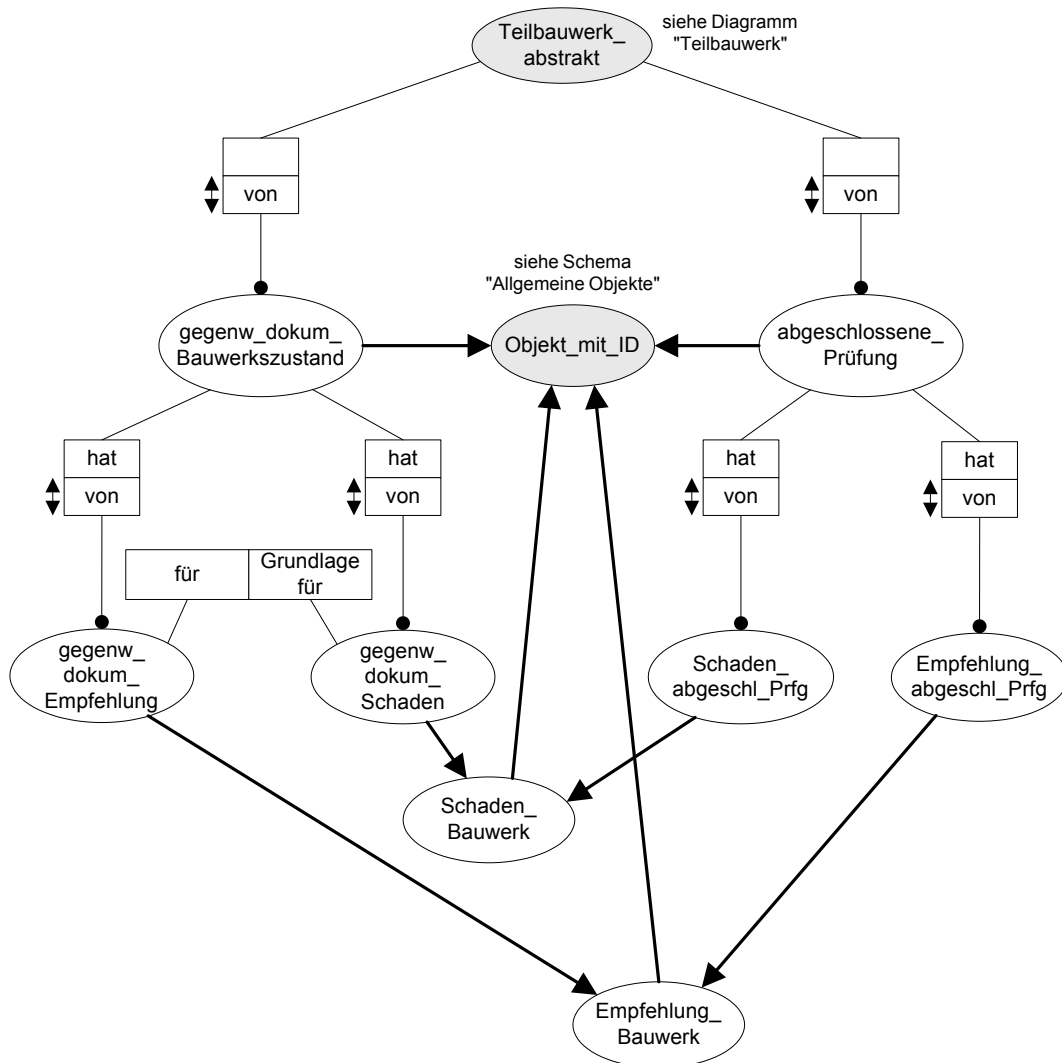 Teilbauwerk_
abstrakt
siehe Diagramm
"Teilbauwerk"
von
von
siehe Schema
"Allgemeine Objekte"
gegenw_dokum_
Bauwerkszustand
Objekt_mit_ID
abgeschlossene_
Prüfung
hat
von
hat
von
hat
von
hat
von
für
Grundlage
für
gegenw_
dokum_
Empfehlung
gegenw_
dokum_
Schaden
Schaden_
abgeschl_Prfg
Empfehlung_
abgeschl_Prfg
Schaden_
Bauwerk
Empfehlung_
Bauwerk